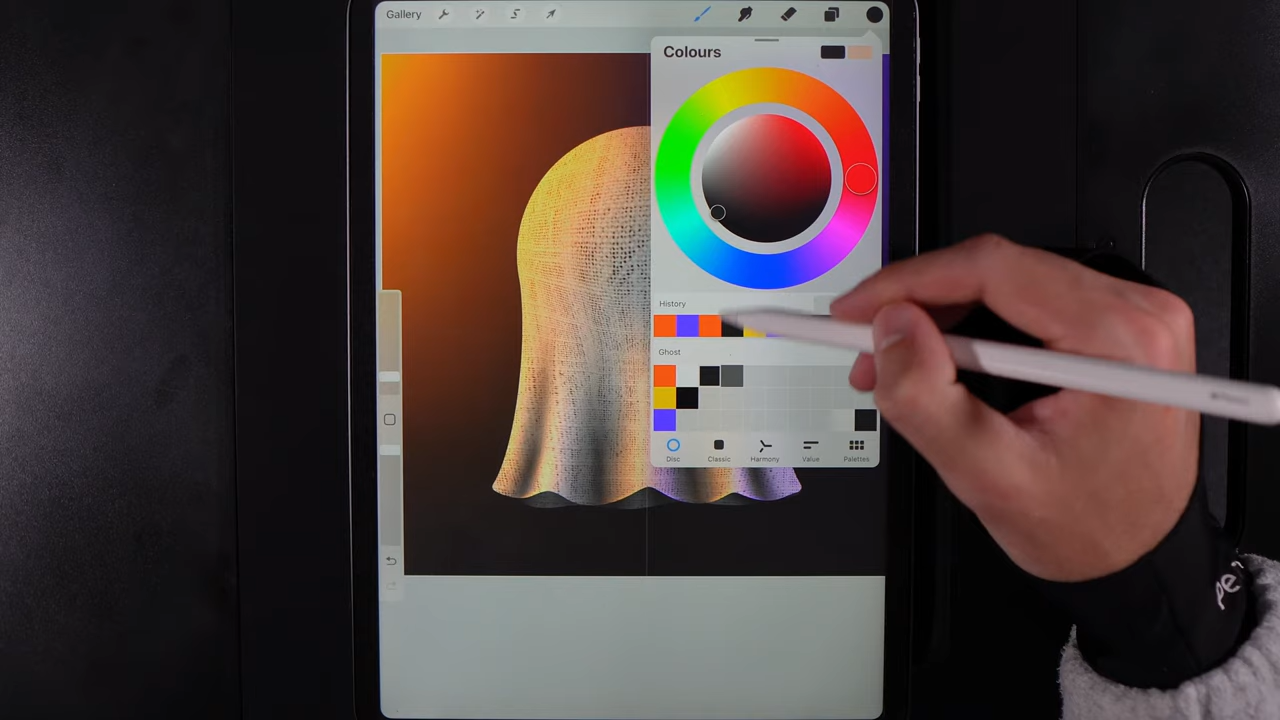 Gallery
Colours
History
Ghost
Disc
Classic
Harmony
Value
Palettes